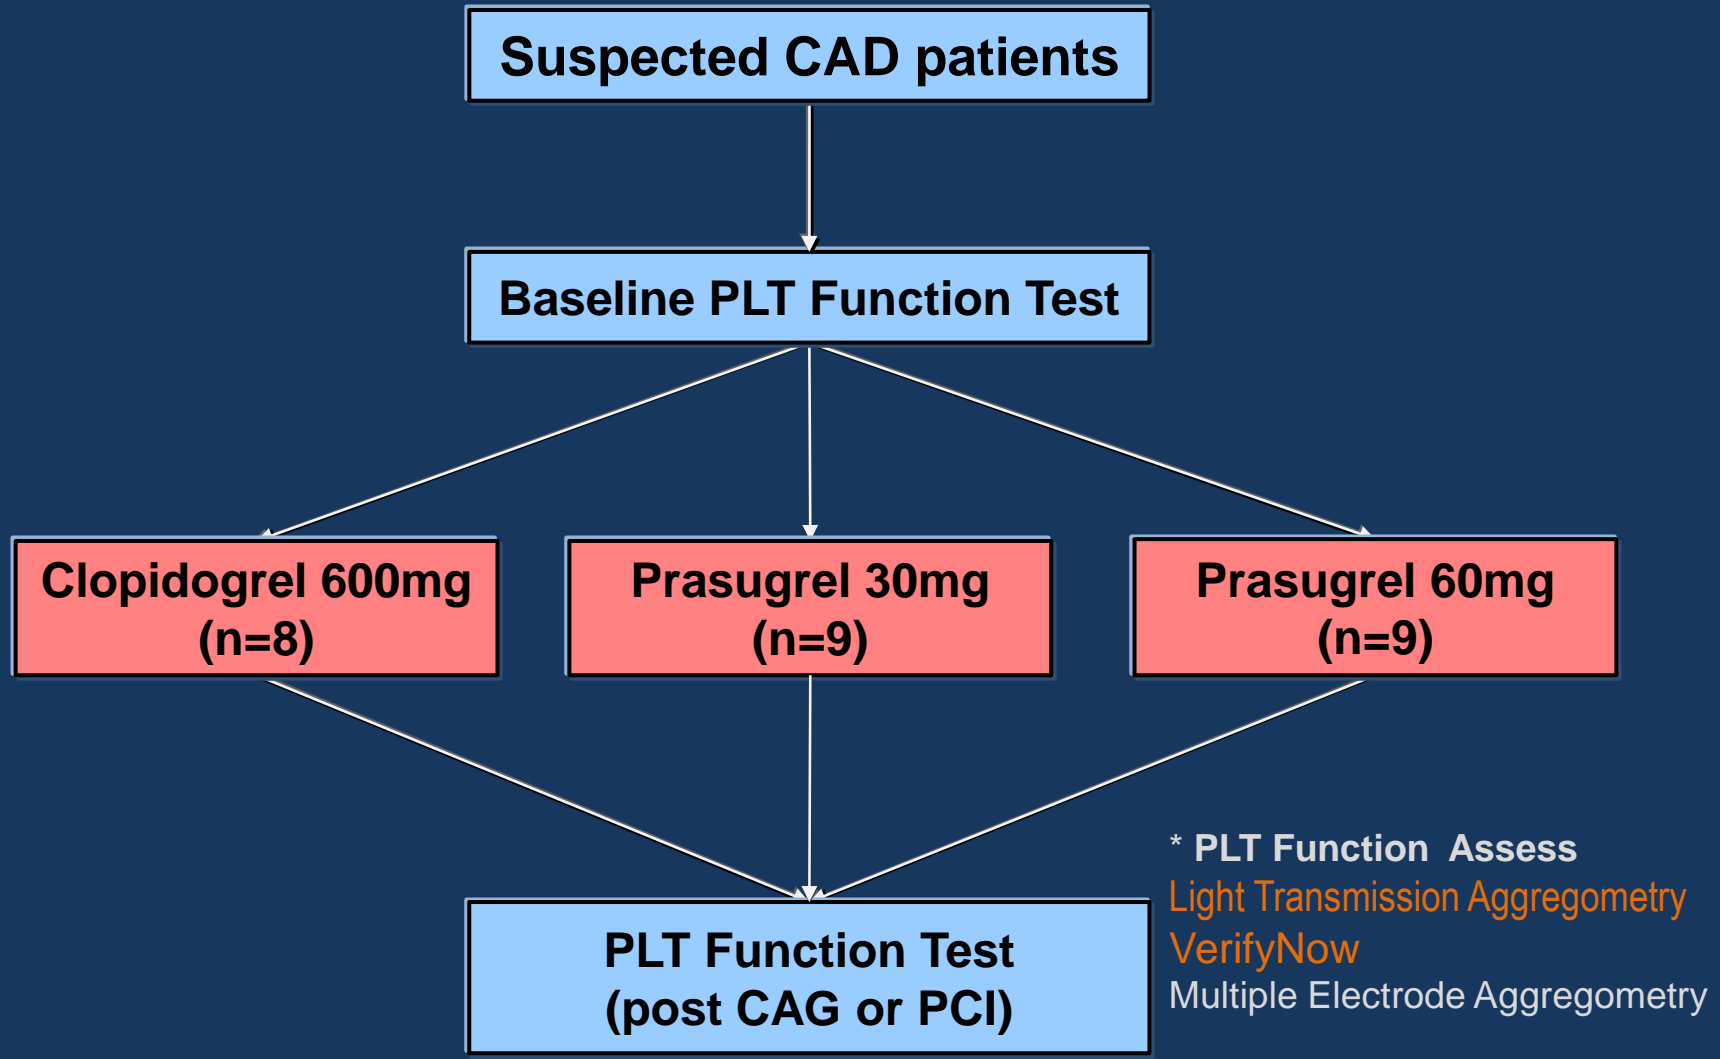 Suspected CAD patients
Baseline PLT Function Test
Clopidogrel 600mg
(n=8)
Prasugrel 30mg
(n=9)
Prasugrel 60mg
(n=9)
PLT Function Test
(post CAG or PCI)
* PLT Function Assess
Light Transmission Aggregometry
VerifyNow
Multiple Electrode Aggregometry